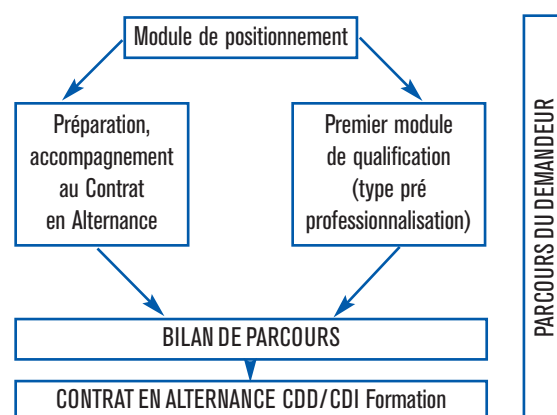 Module de positionnement
Préparation,
accompagnement
au Contrat
en Alternance
Premier module
de qualification
(type pré
professionnalisation)
BILAN DE PARCOURS
CONTRAT EN ALTERNANCE CDD/CDI Formation
PARCOURS DU DEMANDEUR